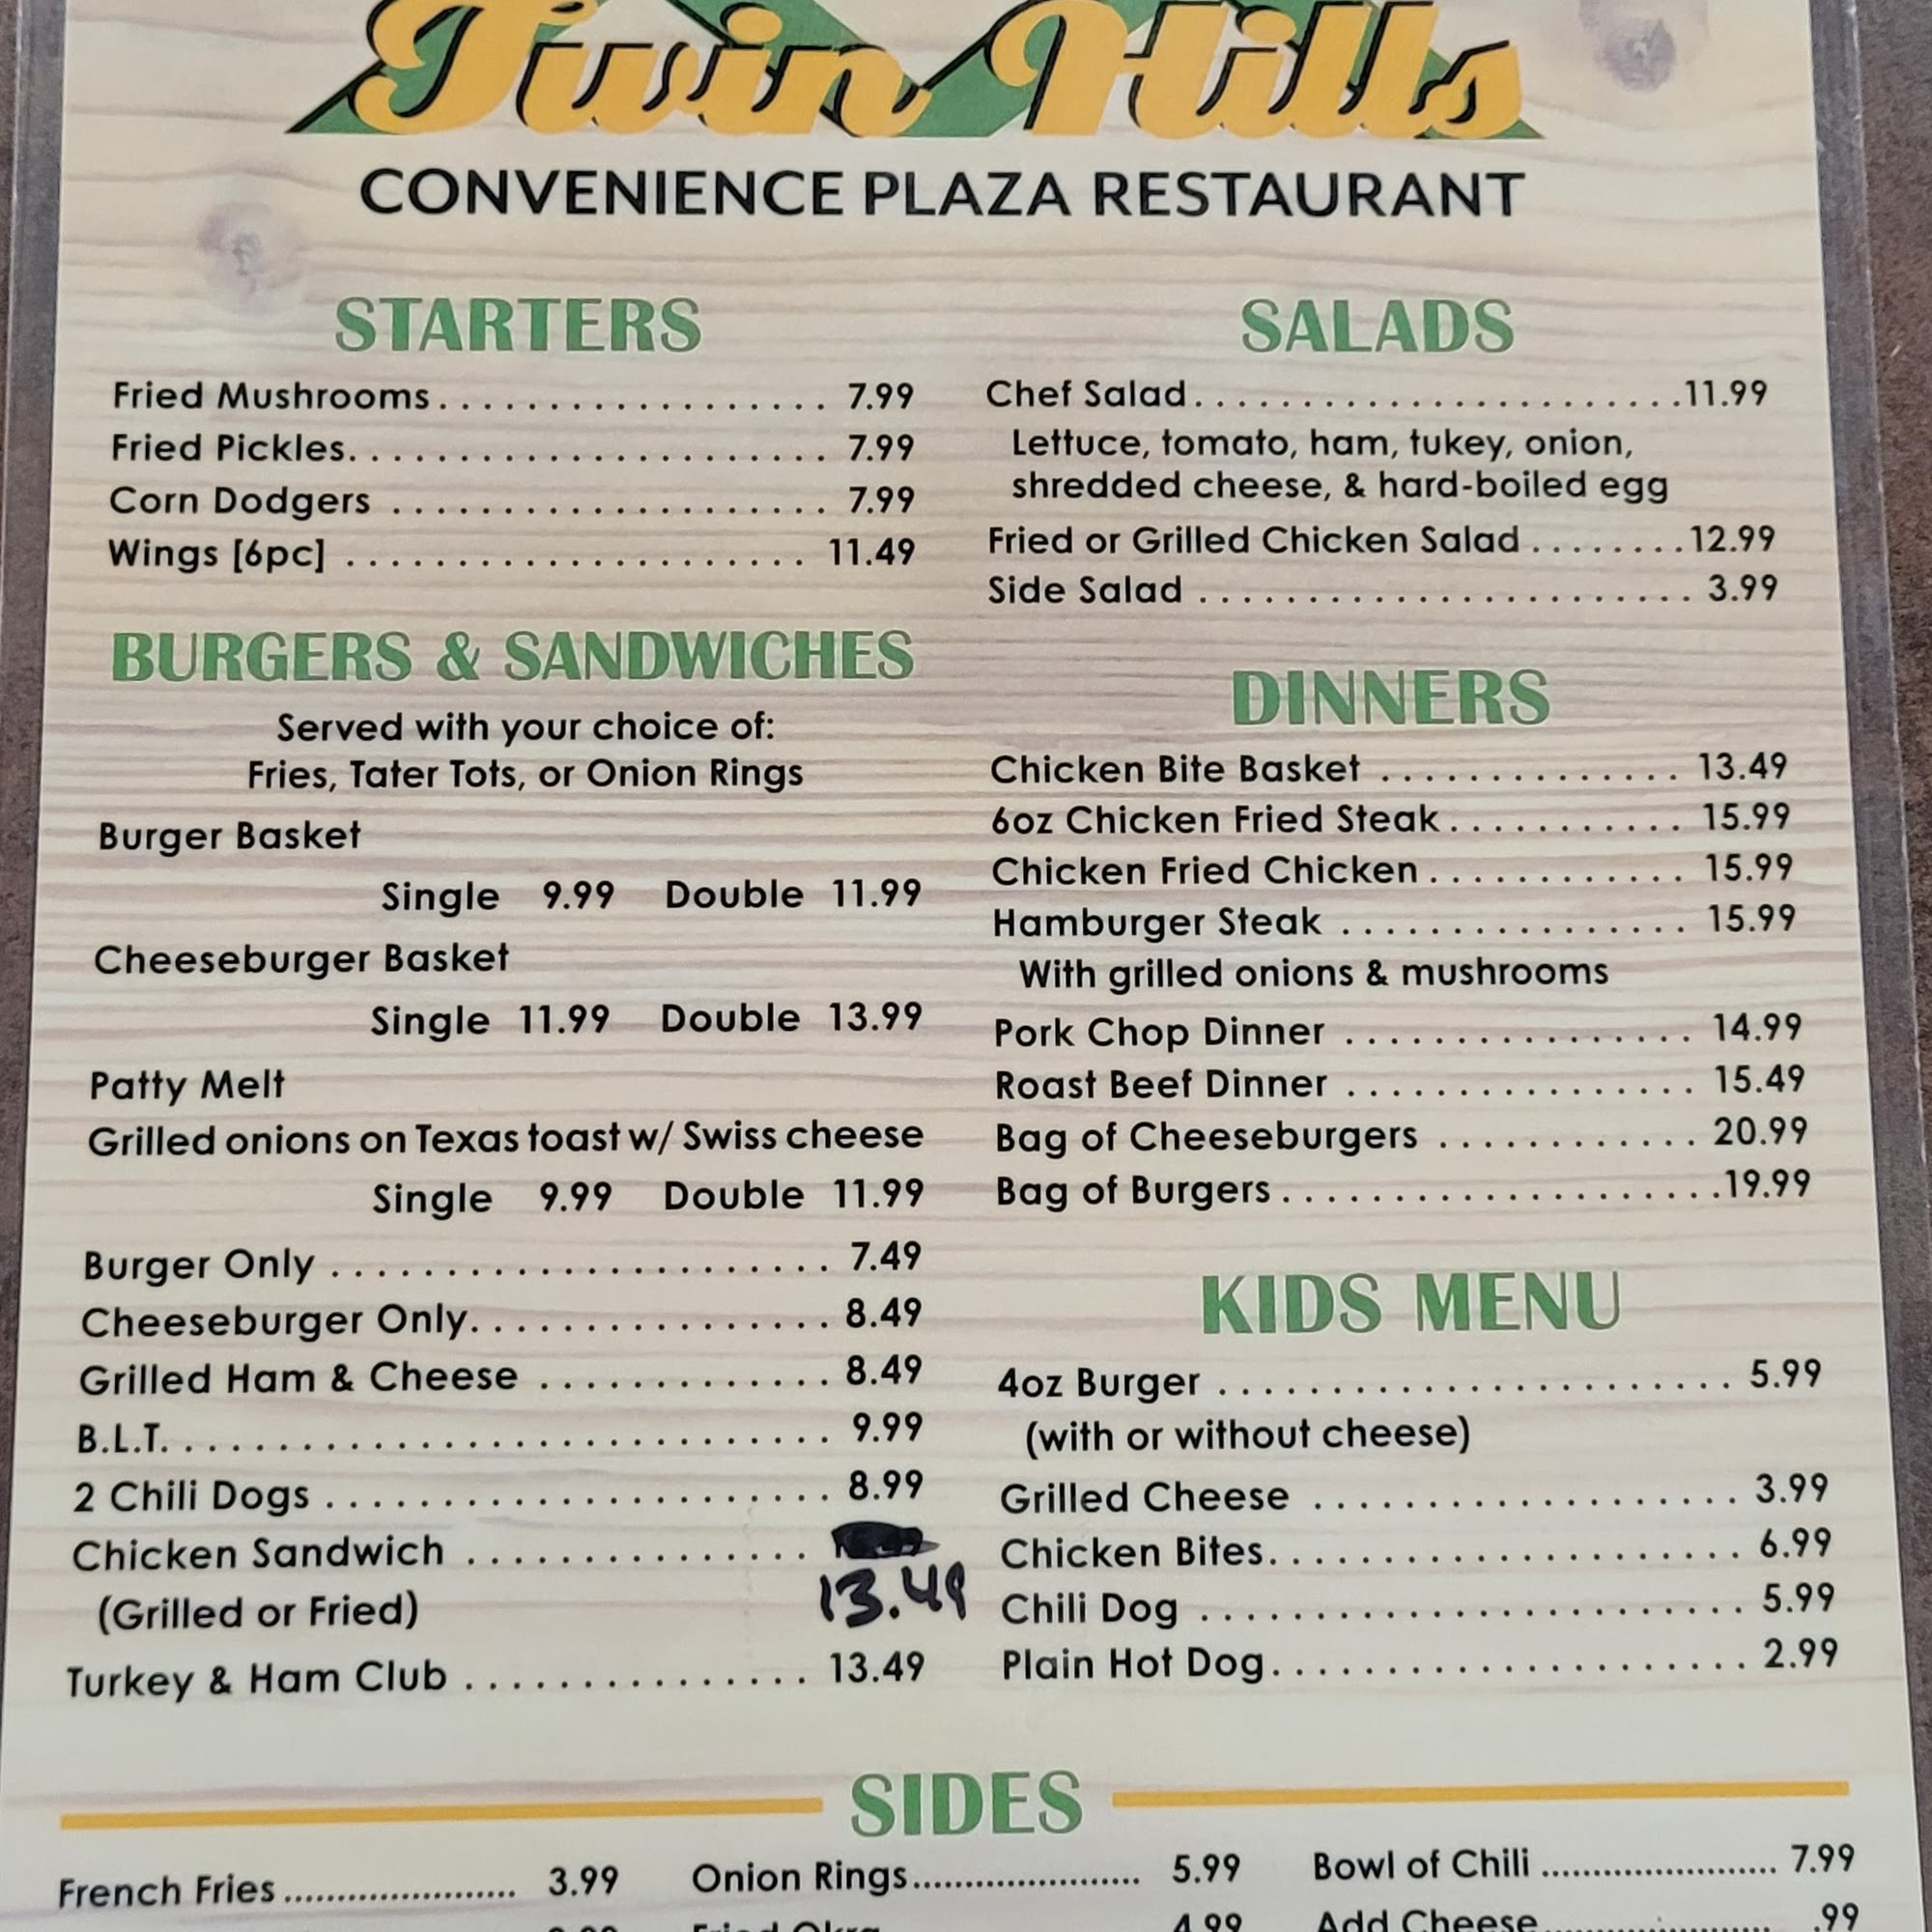 Twin Hills
CONVENIENCE PLAZA RESTAURANT
STARTERS
Fried Mushrooms.................. 7.99
Fried Pickles...................... 7.99
Corn Dodgers .................... 7.99
Wings [6pc] ...................... 11.49
BURGERS & SANDWICHES
Served with your choice of:
Fries, Tater Tots, or Onion Rings
Burger Basket
Single 9.99 Double 11.99
Cheeseburger Basket
Single 11.99 Double 13.99
Patty Melt
Grilled onions on Texas toast w/ Swiss cheese
Single 9.99 Double 11.99
Burger Only ...................... 7.49
Cheeseburger Only................ 8.49
Grilled Ham & Cheese ............. 8.49
B.L.T............................. 9.99
2 Chili Dogs ...................... 8.99
Chicken Sandwich ...............
13.49
(Grilled or Fried)
Turkey & Ham Club ............... 13.49
SALADS
Chef Salad.......................11.99
Lettuce, tomato, ham, tukey, onion,
shredded cheese, & hard-boiled egg
Fried or Grilled Chicken Salad ........12.99
Side Salad ....................... 3.99
DINNERS
Chicken Bite Basket .............. 13.49
6oz Chicken Fried Steak........... 15.99
Chicken Fried Chicken............ 15.99
Hamburger Steak ................ 15.99
With grilled onions & mushrooms
Pork Chop Dinner ................ 14.99
Roast Beef Dinner ................ 15.49
Bag of Cheeseburgers ............ 20.99
Bag of Burgers....................19.99
KIDS MENU
4oz Burger ........................ 5.99
(with or without cheese)
Grilled Cheese .................... 3.99
Chicken Bites...................... 6.99
Chili Dog ......................... 5.99
Plain Hot Dog...................... 2.99
SIDES
French Fries ....................... 3.99
Onion Rings....................... 5.99
Bowl of Chili ....................... 7.99
Fried Okra 4.99
Add Cheese....................... .99